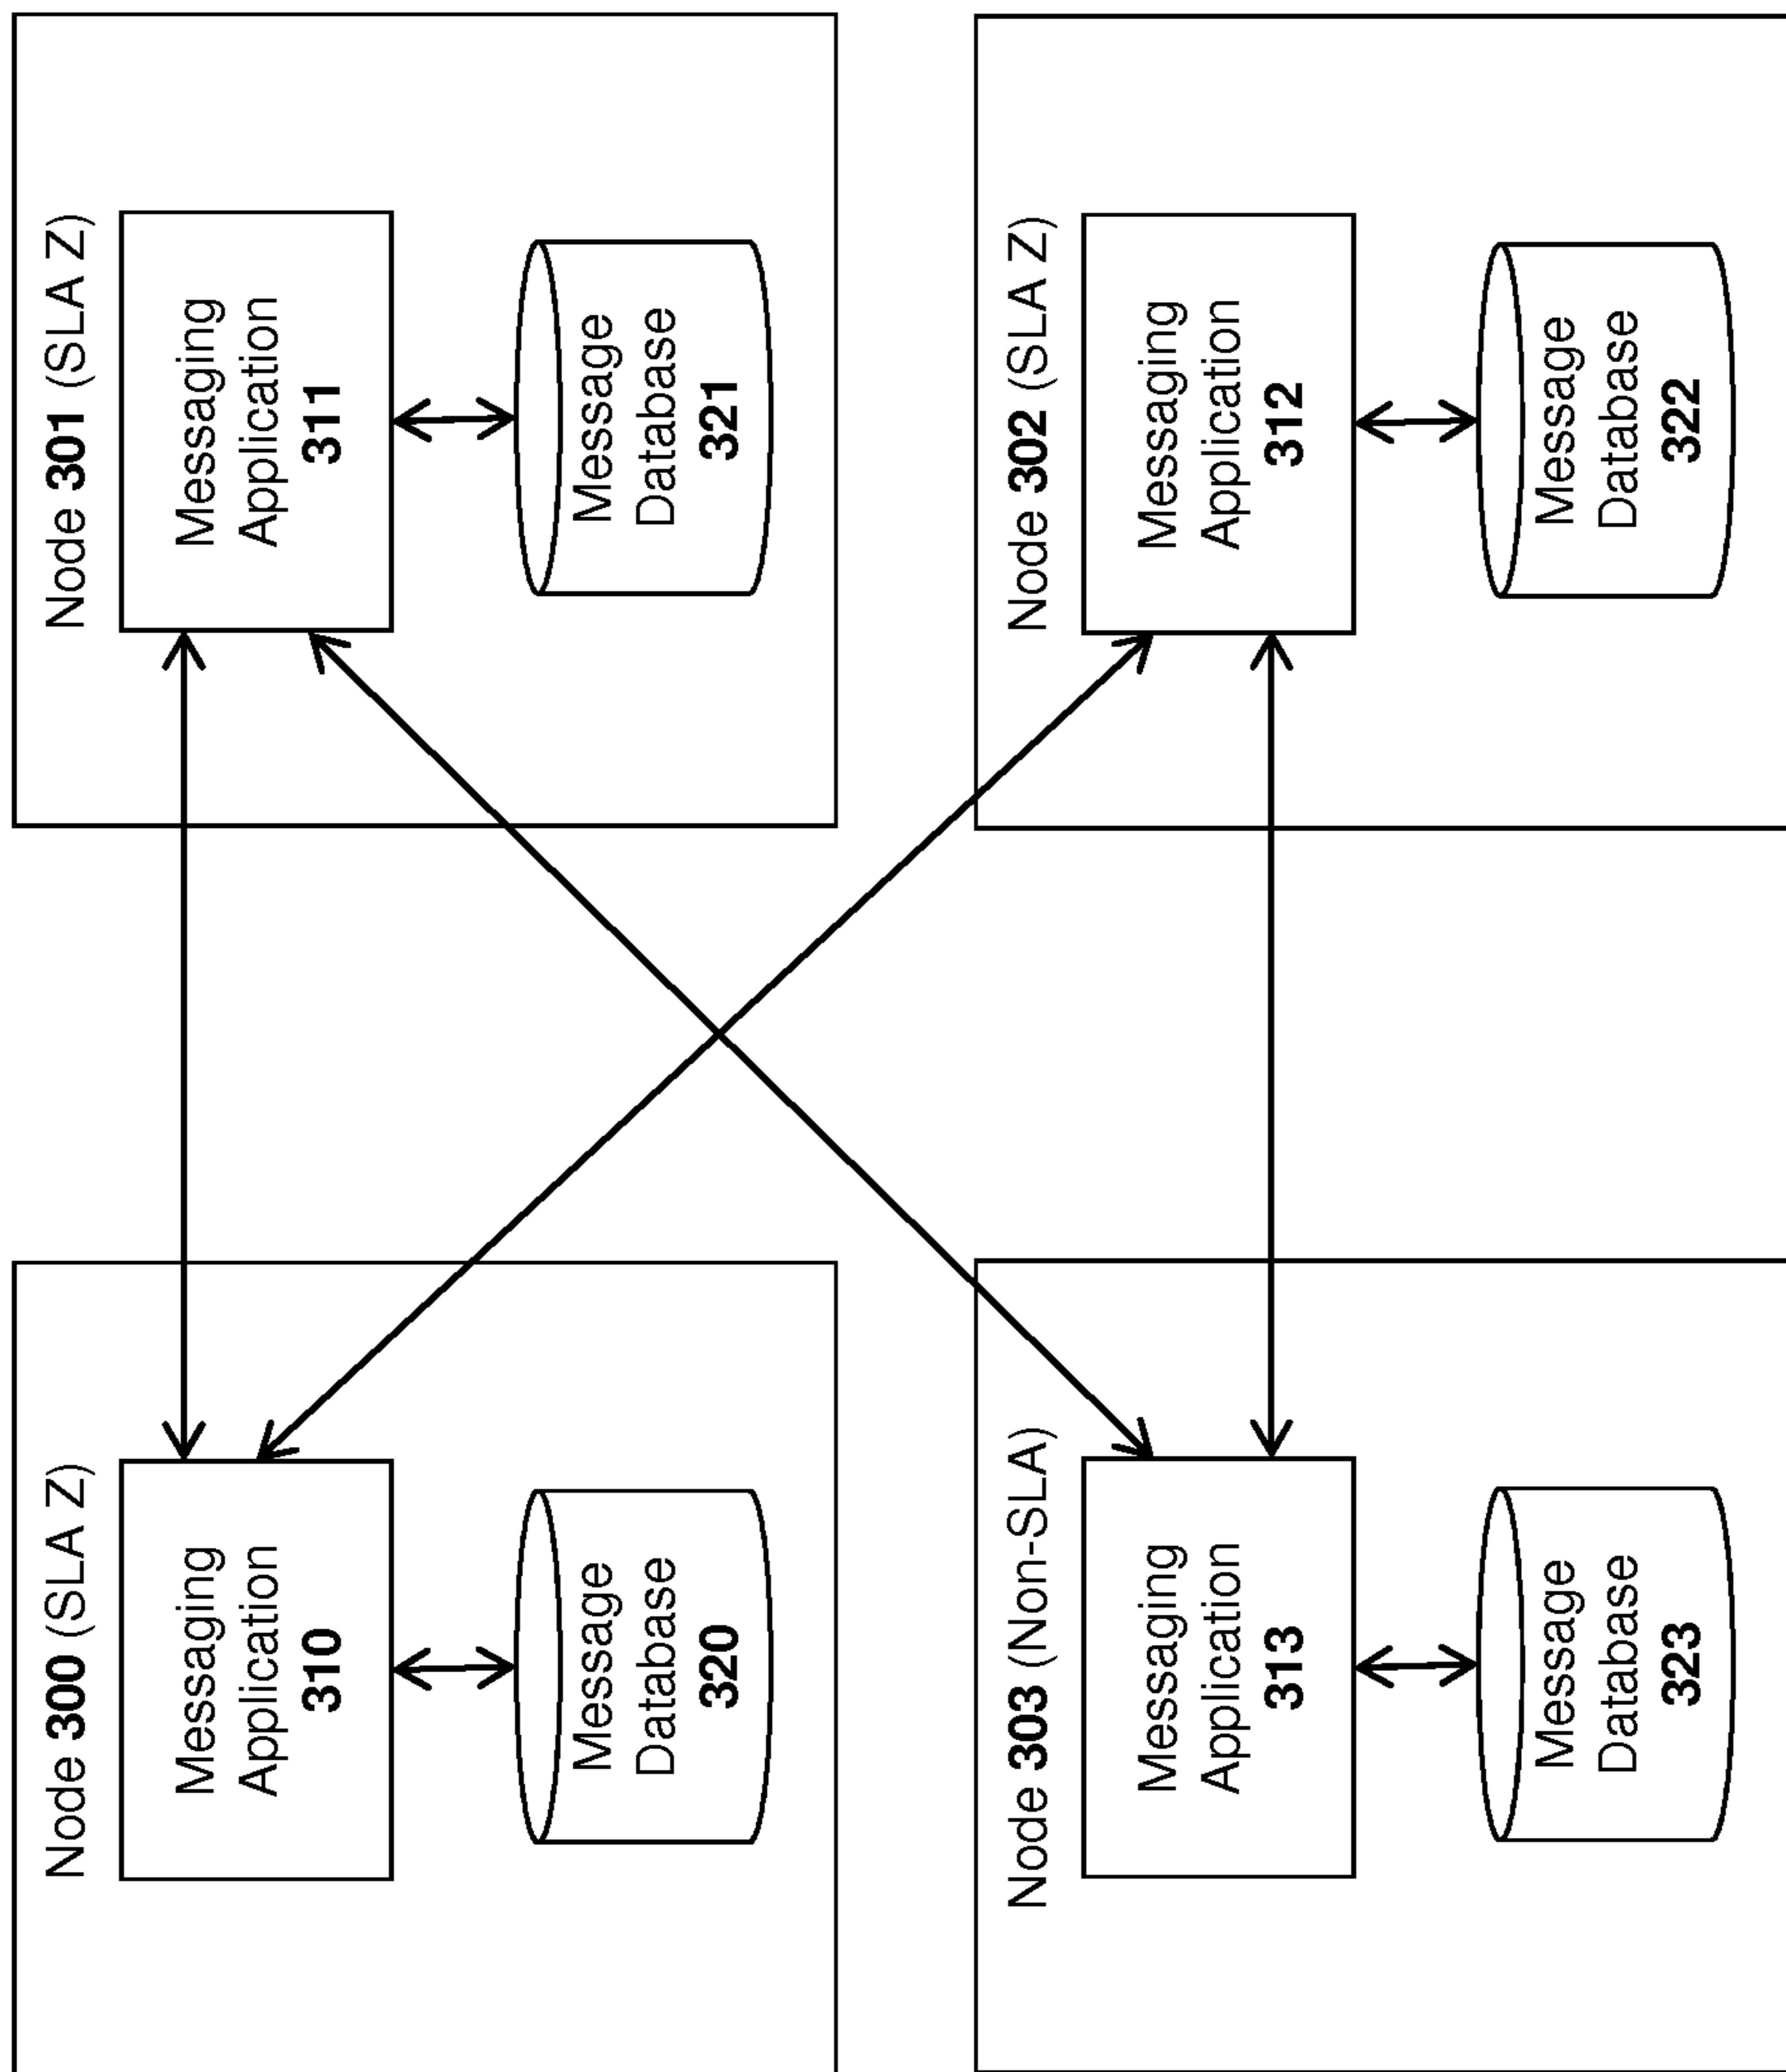 Node 300 (SLA Z)
Messaging
Application
310
Message
Database
320
Node 301 (SLA Z)
Messaging
Application
311
Message
Database
321
Node 303 (Non-SLA)
Messaging
Application
313
Message
Database
323
Node 302 (SLA Z)
Messaging
Application
312
Message
Database
322